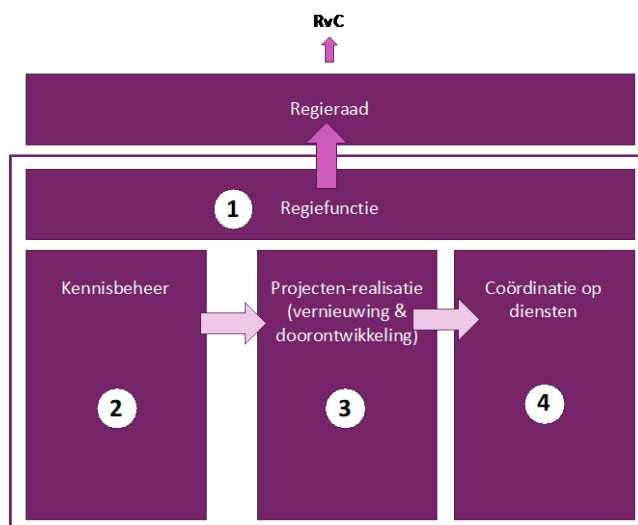 RvC
Regieraad
1
Regiefunctie
Kennisbeheer
2
Projecten-realisatie
(vernieuwing &
doorontwikkeling)
3
Coördinatie op
diensten
4